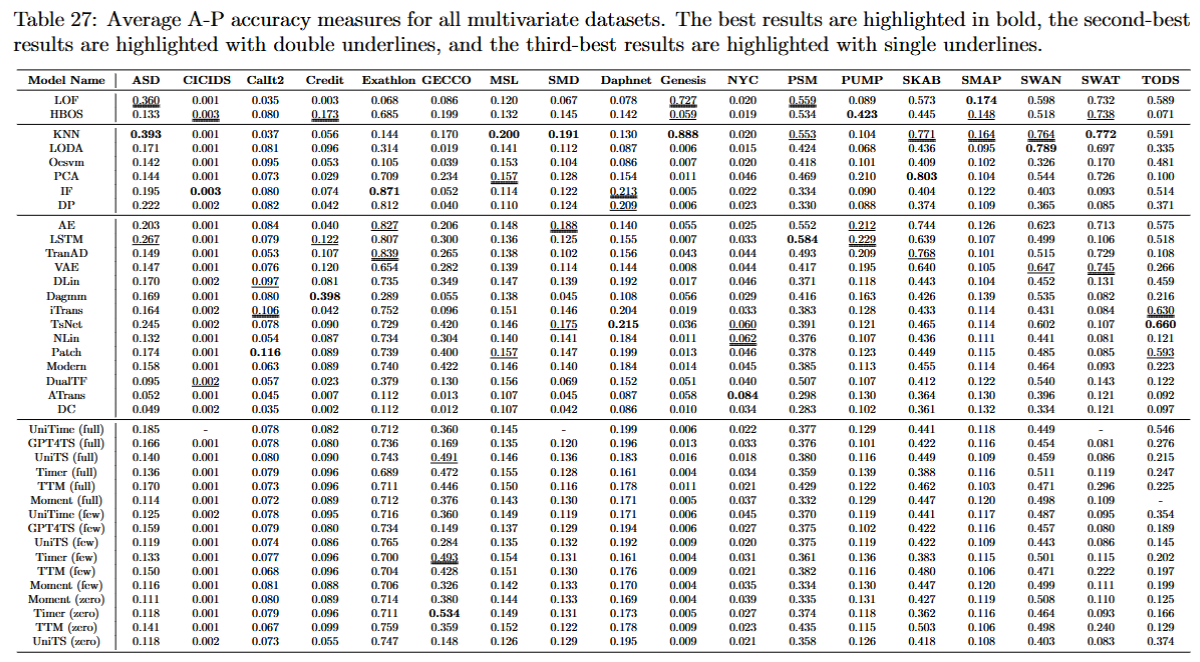 Table 27: Average A-P accuracy measures for all multivariate datasets. The best results are highlighted in bold, the second-best
results are highlighted with double underlines, and the third-best results are highlighted with single underlines.
Model Name ASD CICIDS CalIt2 Credit Exathlon GECCO MSL SMD Daphnet Genesis NYC PSM PUMP SKAB SMAP SWAN SWAT TODS
LOF 0.360 0.001 0.035 0.003 0.068 0.086 0.120 0.067 0.078 0.727 0.020 0.559 0.089 0.573 0.174 0.598 0.732 0.589
HBOS 0.133 0.003 0.080 0.173 0.685 0.199 0.132 0.145 0.142 0.059 0.019 0.534 0.423 0.445 0.148 0.518 0.738 0.071
KNN 0.393 0.001 0.037 0.056 0.144 0.170 0.200 0.191 0.130 0.888 0.020 0.553 0.104 0.771 0.164 0.764 0.772 0.591
LODA 0.171 0.001 0.081 0.096 0.314 0.019 0.141 0.112 0.087 0.006 0.015 0.424 0.068 0.436 0.095 0.789 0.697 0.335
Ocsvm 0.142 0.001 0.095 0.053 0.105 0.039 0.153 0.104 0.086 0.007 0.020 0.418 0.101 0.409 0.102 0.326 0.170 0.481
PCA 0.144 0.001 0.073 0.029 0.709 0.234 0.157 0.128 0.154 0.011 0.046 0.469 0.210 0.803 0.104 0.544 0.726 0.100
IF 0.195 0.003 0.080 0.074 0.871 0.052 0.114 0.122 0.213 0.005 0.022 0.334 0.090 0.404 0.122 0.403 0.093 0.514
DP 0.222 0.002 0.082 0.042 0.812 0.040 0.110 0.124 0.209 0.006 0.023 0.330 0.088 0.374 0.109 0.365 0.085 0.371
AE 0.203 0.001 0.084 0.040 0.827 0.206 0.148 0.188 0.140 0.055 0.025 0.552 0.212 0.744 0.126 0.623 0.713 0.575
LSTM 0.267 0.001 0.079 0.122 0.807 0.300 0.136 0.125 0.155 0.007 0.033 0.584 0.229 0.639 0.107 0.499 0.106 0.518
TranAD 0.149 0.001 0.053 0.107 0.839 0.265 0.138 0.102 0.156 0.043 0.044 0.493 0.209 0.768 0.101 0.515 0.729 0.108
VAE 0.147 0.001 0.076 0.120 0.654 0.282 0.139 0.114 0.144 0.008 0.044 0.417 0.195 0.640 0.105 0.647 0.745 0.266
DLin 0.170 0.002 0.097 0.081 0.735 0.349 0.147 0.139 0.192 0.017 0.046 0.371 0.118 0.443 0.104 0.452 0.131 0.459
Dagmm 0.169 0.001 0.080 0.398 0.289 0.055 0.138 0.045 0.108 0.056 0.029 0.416 0.163 0.426 0.139 0.535 0.082 0.216
iTrans 0.164 0.002 0.106 0.042 0.752 0.096 0.151 0.146 0.204 0.019 0.033 0.383 0.128 0.433 0.114 0.431 0.084 0.630
TsNet 0.245 0.002 0.078 0.090 0.729 0.420 0.146 0.175 0.215 0.036 0.060 0.391 0.121 0.465 0.114 0.602 0.107 0.660
NLin 0.132 0.001 0.054 0.087 0.734 0.304 0.140 0.141 0.184 0.011 0.062 0.376 0.107 0.436 0.111 0.441 0.081 0.121
Patch 0.174 0.001 0.116 0.089 0.739 0.400 0.157 0.147 0.199 0.013 0.046 0.378 0.123 0.449 0.115 0.485 0.085 0.593
Modern 0.158 0.001 0.063 0.089 0.740 0.422 0.146 0.140 0.184 0.014 0.045 0.385 0.113 0.455 0.114 0.464 0.093 0.223
DualTF 0.095 0.002 0.057 0.023 0.379 0.130 0.156 0.069 0.152 0.051 0.040 0.507 0.107 0.412 0.122 0.540 0.143 0.122
ATrans 0.052 0.001 0.045 0.007 0.112 0.013 0.107 0.045 0.087 0.058 0.084 0.298 0.130 0.364 0.130 0.396 0.121 0.092
DC 0.049 0.002 0.035 0.002 0.112 0.012 0.107 0.042 0.086 0.010 0.034 0.283 0.102 0.361 0.132 0.334 0.121 0.097
UniTime (full) 0.185 - 0.078 0.082 0.712 0.360 0.145 - 0.199 0.006 0.022 0.377 0.129 0.441 0.118 0.449 - 0.546
GPT4TS (full) 0.166 0.001 0.078 0.080 0.736 0.169 0.135 0.120 0.196 0.013 0.033 0.376 0.101 0.422 0.116 0.454 0.081 0.276
UniTS (full) 0.140 0.001 0.080 0.090 0.743 0.491 0.146 0.136 0.183 0.016 0.018 0.380 0.116 0.449 0.109 0.459 0.086 0.215
Timer (full) 0.136 0.001 0.079 0.096 0.689 0.472 0.155 0.128 0.161 0.004 0.034 0.359 0.139 0.388 0.116 0.511 0.119 0.247
TTM (full) 0.170 0.001 0.073 0.096 0.711 0.446 0.150 0.116 0.178 0.011 0.021 0.429 0.122 0.462 0.103 0.471 0.296 0.225
Moment (full) 0.114 0.001 0.072 0.089 0.712 0.376 0.143 0.130 0.171 0.005 0.037 0.332 0.129 0.447 0.120 0.498 0.109 -
UniTime (few) 0.125 0.002 0.078 0.095 0.716 0.360 0.149 0.119 0.171 0.006 0.045 0.370 0.119 0.441 0.117 0.487 0.095 0.354
GPT4TS (few) 0.159 0.001 0.079 0.080 0.734 0.149 0.137 0.129 0.194 0.006 0.027 0.375 0.102 0.422 0.116 0.457 0.080 0.189
UniTS (few) 0.119 0.001 0.074 0.086 0.765 0.284 0.135 0.132 0.192 0.009 0.020 0.375 0.119 0.422 0.109 0.443 0.086 0.145
Timer (few) 0.133 0.001 0.077 0.096 0.700 0.493 0.154 0.131 0.161 0.004 0.031 0.361 0.136 0.383 0.115 0.501 0.115 0.202
TTM (few) 0.150 0.001 0.068 0.096 0.704 0.428 0.151 0.130 0.176 0.009 0.021 0.382 0.116 0.480 0.106 0.471 0.222 0.197
Moment (few) 0.116 0.001 0.081 0.088 0.706 0.326 0.142 0.133 0.170 0.004 0.035 0.334 0.130 0.447 0.120 0.499 0.111 0.199
Moment (zero) 0.111 0.001 0.080 0.089 0.714 0.380 0.144 0.133 0.169 0.004 0.039 0.335 0.131 0.427 0.119 0.508 0.110 0.125
Timer (zero) 0.118 0.001 0.079 0.096 0.711 0.534 0.149 0.131 0.173 0.005 0.027 0.374 0.118 0.362 0.116 0.464 0.093 0.166
TTM (zero) 0.141 0.001 0.067 0.099 0.759 0.359 0.152 0.122 0.178 0.009 0.023 0.435 0.115 0.503 0.106 0.498 0.240 0.129
UniTS (zero) 0.118 0.002 0.073 0.055 0.747 0.148 0.126 0.129 0.195 0.009 0.021 0.358 0.126 0.418 0.108 0.403 0.083 0.374